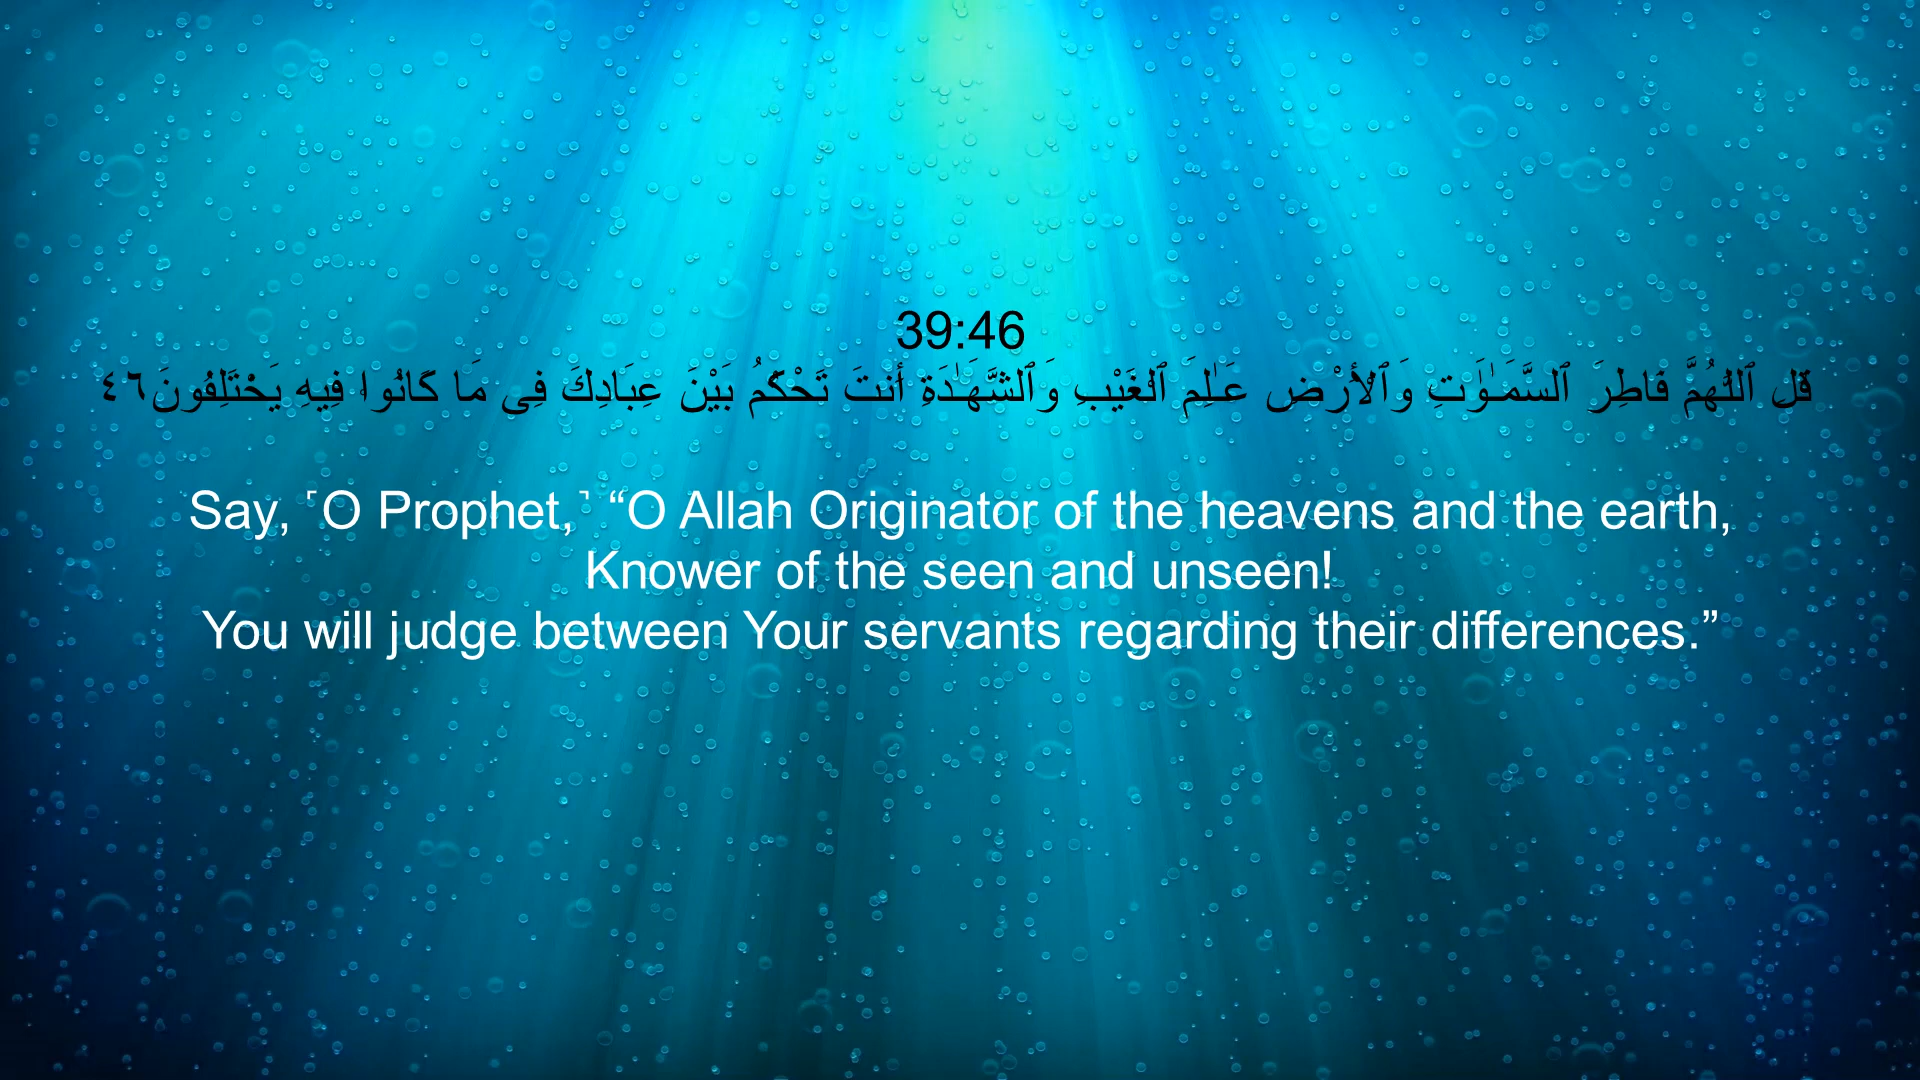 39:46
قُلِ ٱللَّهُمَّ فَاطِرَ ٱلسَّمَـٰوَٰتِ وَٱلْأَرْضِ عَـٰلِمَ ٱلْغَيْبِ وَٱلشَّهَـٰدَةِ أَنتَ تَحْكُمُ بَيْنَ عِبَادِكَ فِى مَا كَانُوا۟ فِيهِ يَخْتَلِفُونَ ٤٦
Say, ˹O Prophet,˺ “O Allah Originator of the heavens and the earth,
Knower of the seen and unseen!
You will judge between Your servants regarding their differences.”